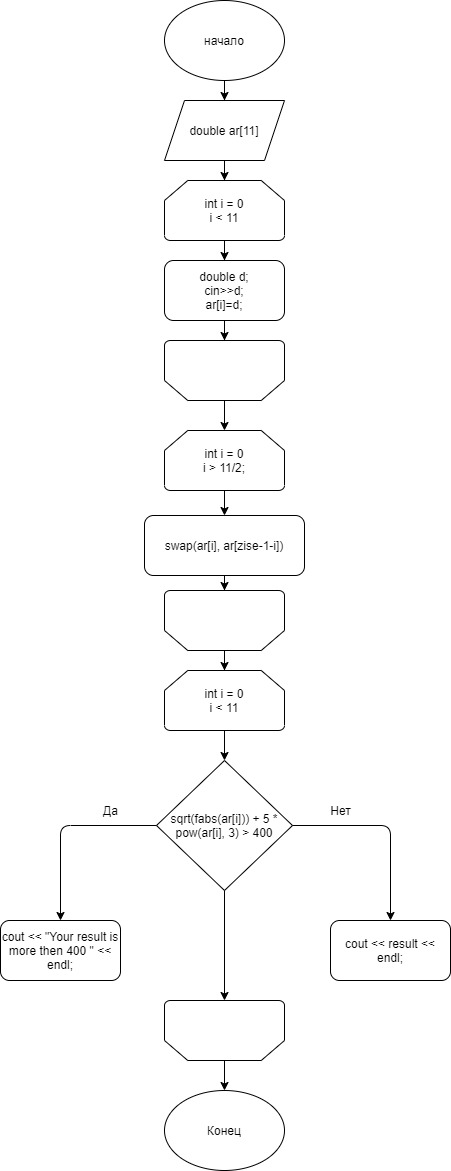 начало
double ar[11]
int i = 0
i < 11
double d;
cin>>d;
ar[i]=d;
int i = 0
i > 11/2;
swap(ar[i], ar[zise-1-i])
int i = 0
i < 11
sqrt(fabs(ar[i])) + 5 *
pow(ar[i], 3) > 400
Да
Нет
cout << "Your result is
more then 400 " <<
endl;
cout << result <<
endl;
Конец